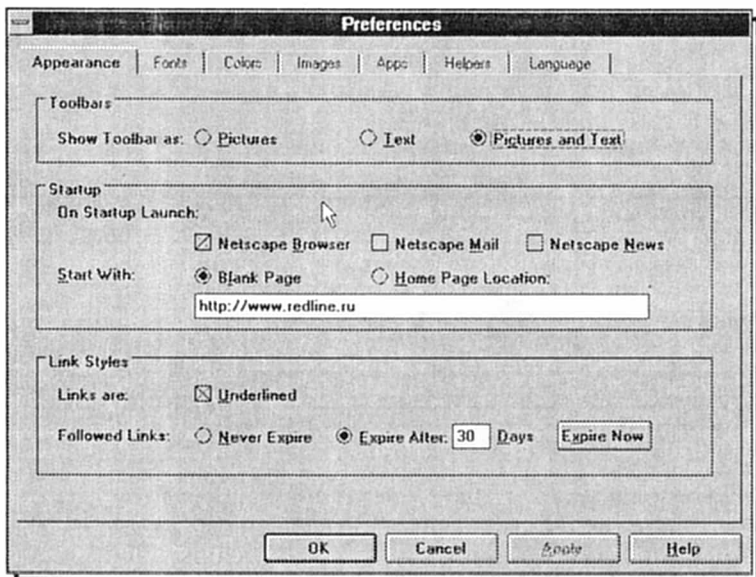 Preferences
Appearance Fonts Colors Images Apps Helpers Language
Toolbars
Show Toolbar as: Pictures Text Pictures and Text
Startup
On Startup Launch:
Netscape Browser Netscape Mail Netscape News
Start With: Blank Page Home Page Location:
http://www.redline.ru
Link Styles
Links are: Underlined
Followed Links: Never Expire Expire After: 30 Days Expire Now
OK Cancel Apply Help